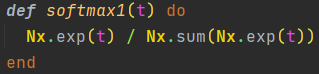 def softmax1(t) do
  Nx.exp(t) / Nx.sum(Nx.exp(t))
end